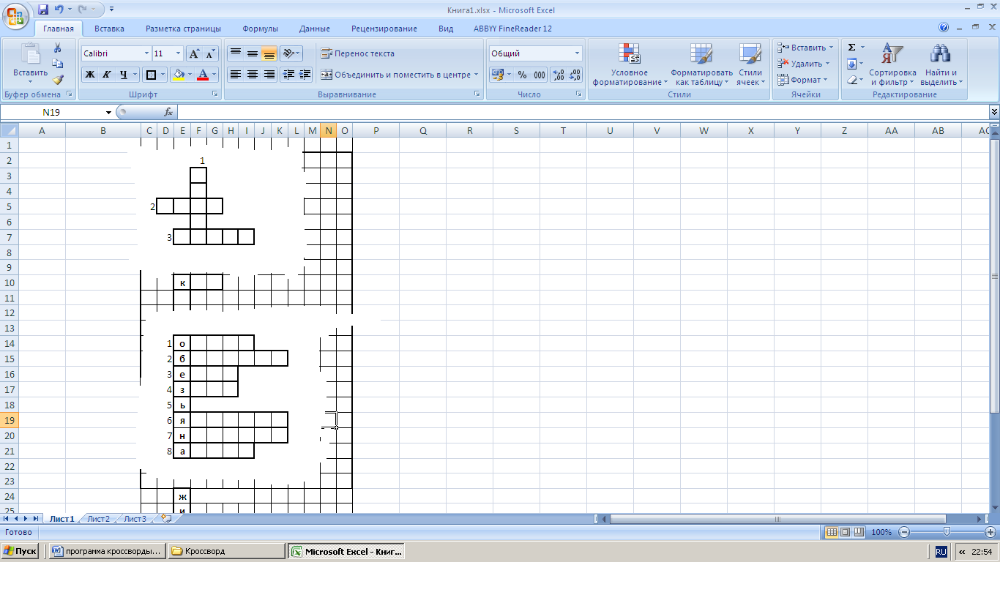 Книга1.xlsx - Microsoft Excel
Главная Вставка Разметка страницы Формулы Данные Рецензирование Вид ABBYY FineReader 12
Вставить
Буфер обмена
Calibri 11
Ж К Ч
Шрифт
Перенос текста
Объединить и поместить в центре
Выравнивание
Общий
% 000
Число
Условное форматирование
Форматировать как таблицу
Стили ячеек
Стили
Вставить
Удалить
Формат
Ячейки
Σ
Сортировка и фильтр
Найти и выделить
Редактирование
N19 fx
A B C D E F G H I J K L M N O P Q R S T U V W X Y Z AA AB AC
1
2 1
3
4
5 2
6
7 3
8
9
10 к
11
12
13
14 1 о
15 2 б
16 3 е
17 4 з
18 5 ь
19 6 я
20 7 н
21 8 а
22
23
24 ж
25 и
Лист1 Лист2 Лист3
Готово 100%
Пуск программа кроссворды... Кроссворд Microsoft Excel - Книг... RU « 22:54